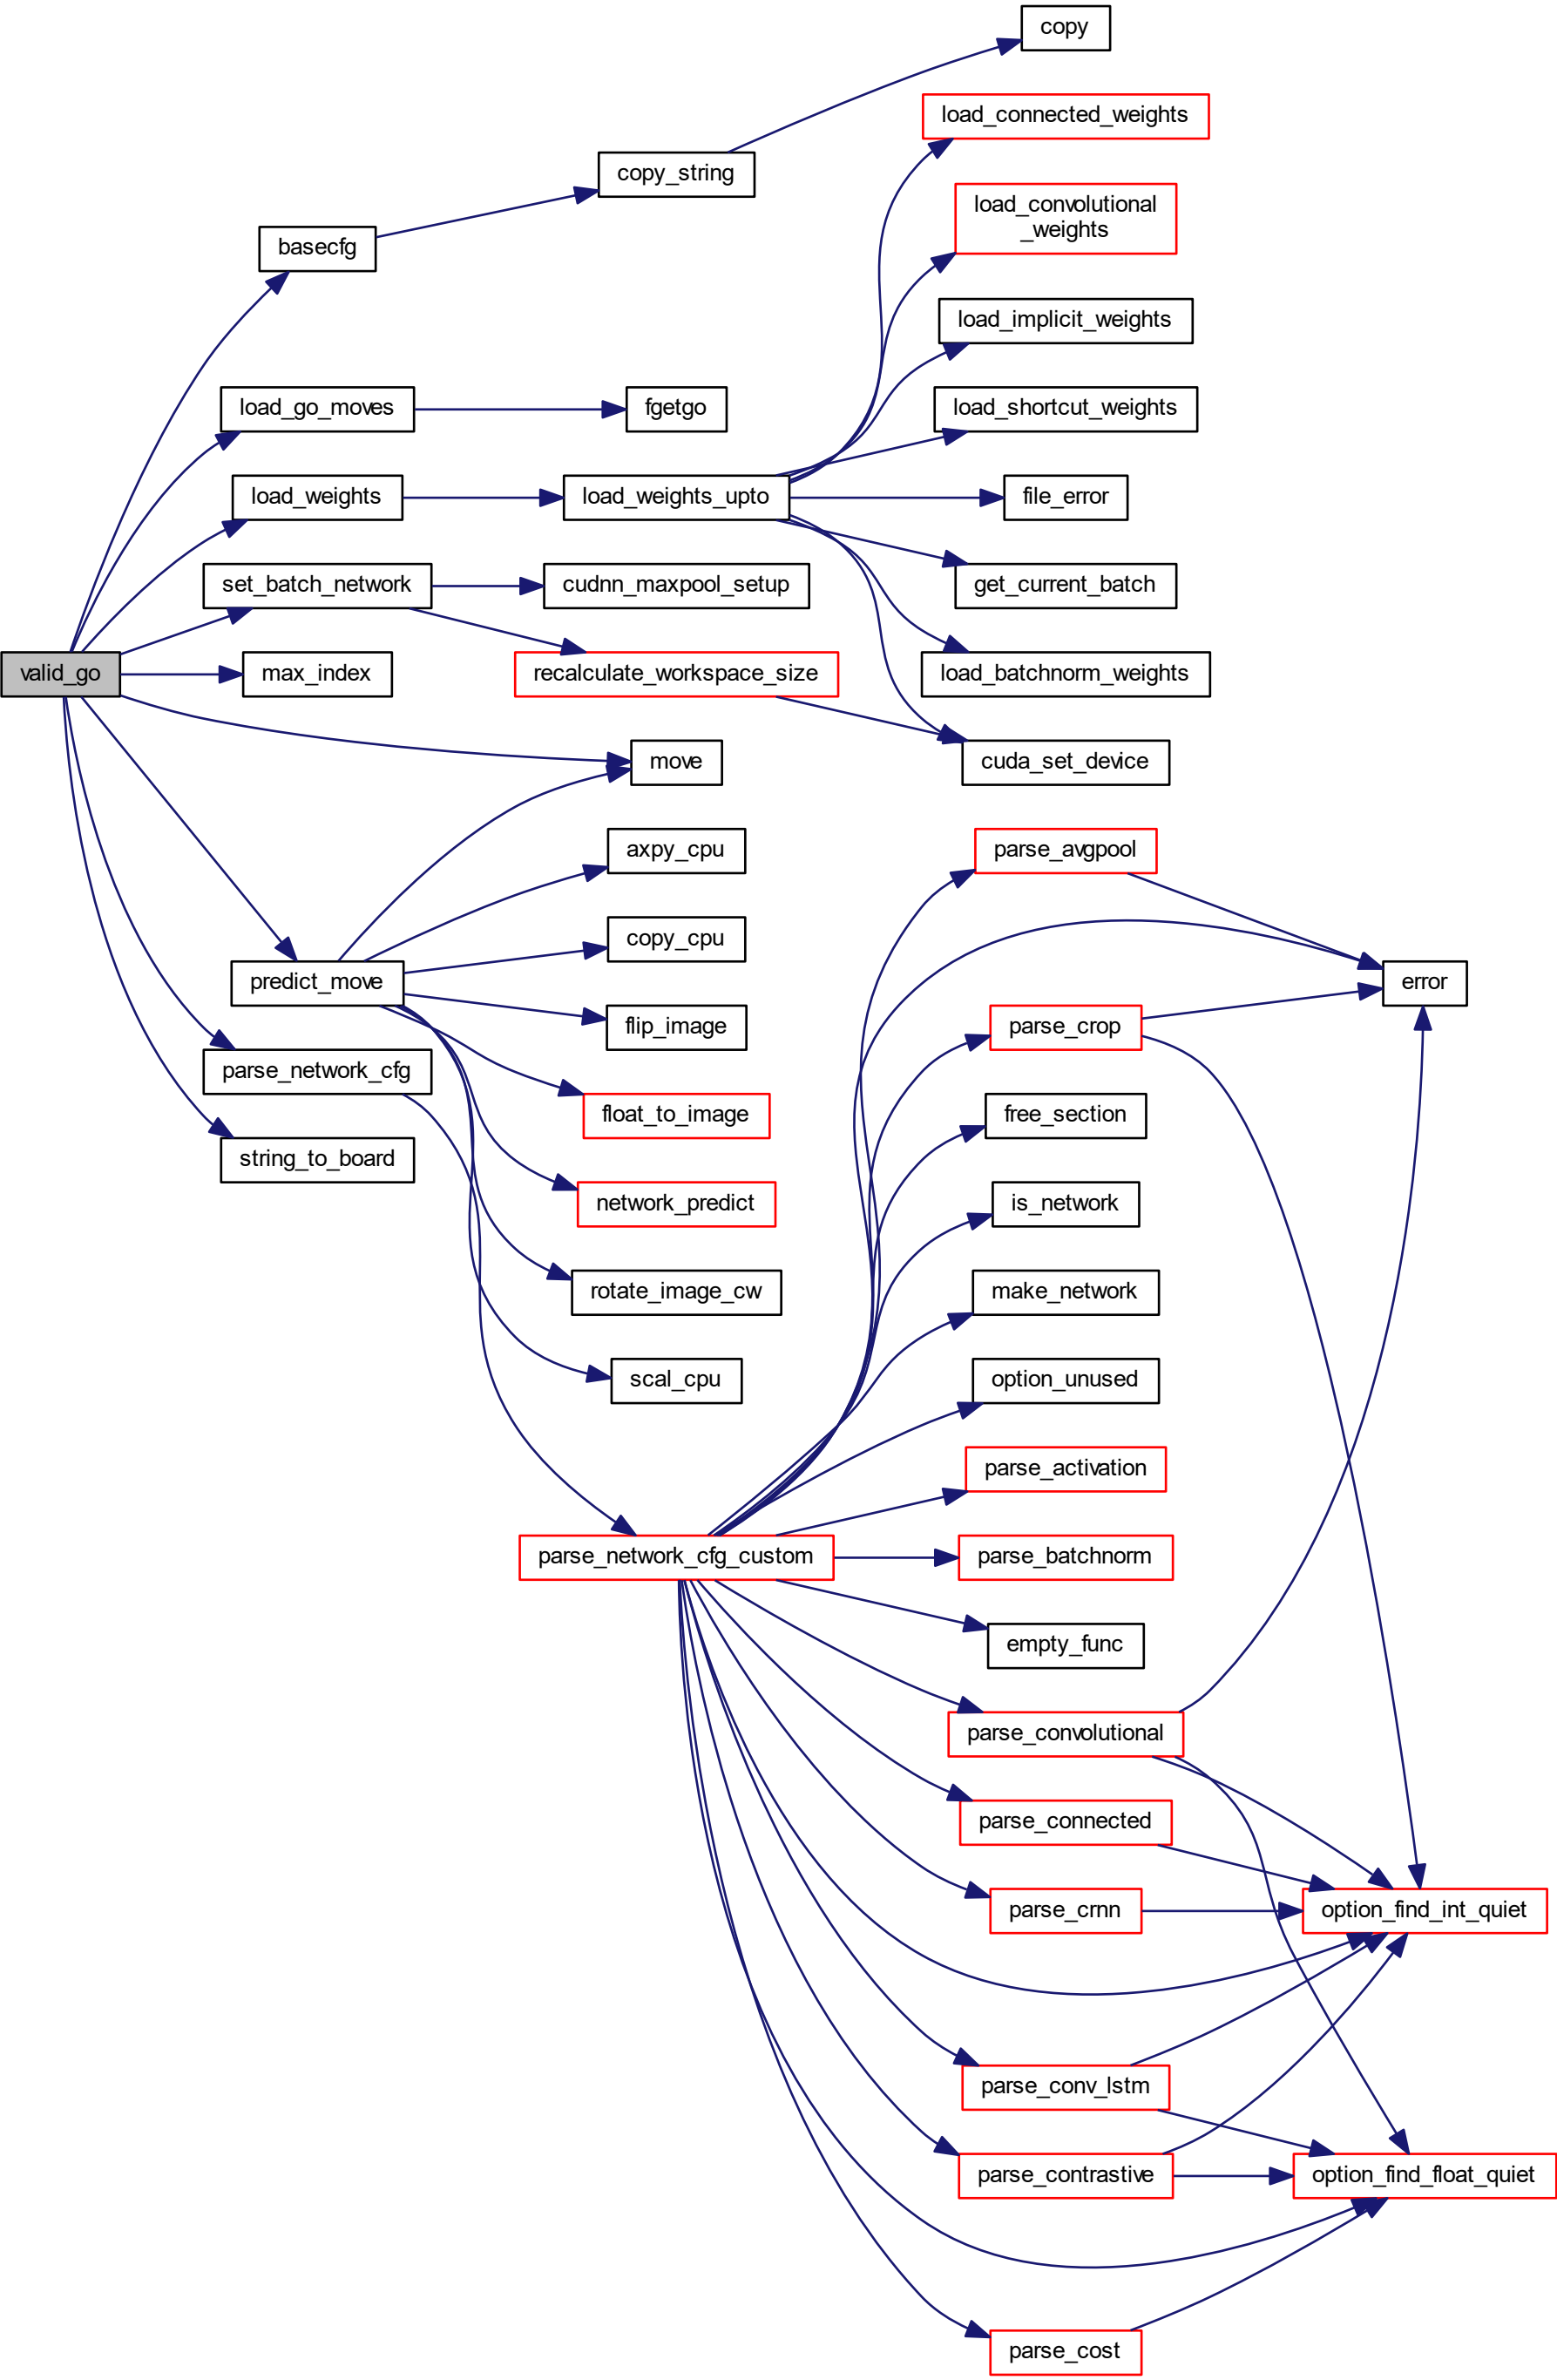 copy
load_connected_weights
copy_string
load_convolutional
_weights
basecfg
load_implicit_weights
load_go_moves
fgetgo
load_shortcut_weights
load_weights
load_weights_upto
file_error
set_batch_network
cudnn_maxpool_setup
get_current_batch
valid_go
max_index
recalculate_workspace_size
load_batchnorm_weights
move
cuda_set_device
axpy_cpu
parse_avgpool
copy_cpu
predict_move
error
flip_image
parse_crop
parse_network_cfg
float_to_image
free_section
string_to_board
network_predict
is_network
rotate_image_cw
make_network
scal_cpu
option_unused
parse_activation
parse_network_cfg_custom
parse_batchnorm
empty_func
parse_convolutional
parse_connected
parse_crnn
option_find_int_quiet
parse_conv_lstm
parse_contrastive
option_find_float_quiet
parse_cost